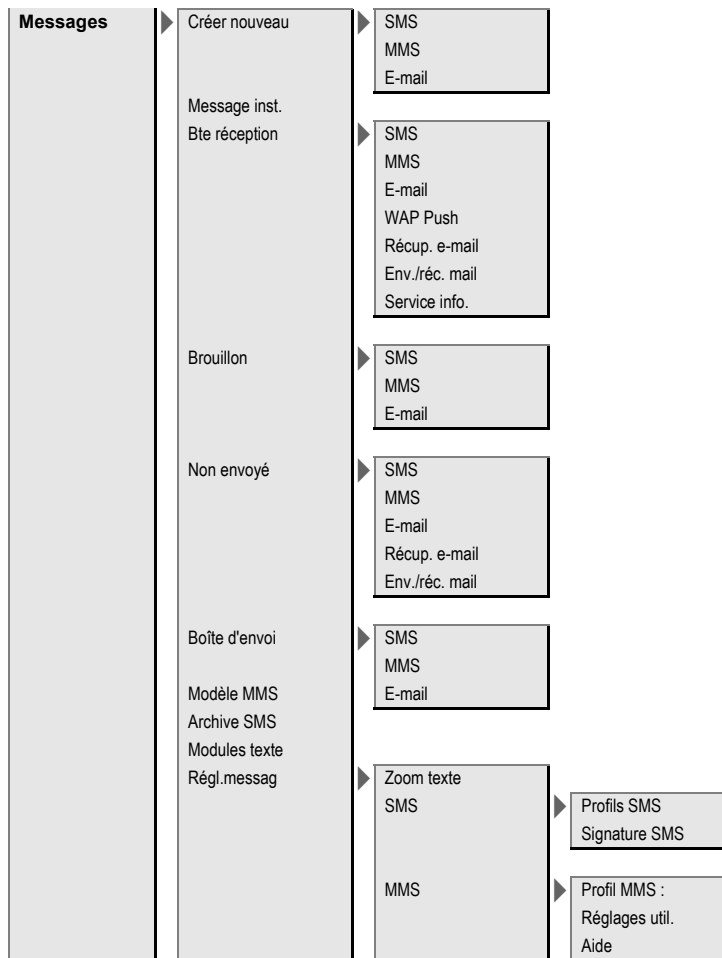 Messages
Créer nouveau
SMS
MMS
E-mail
Message inst.
Bte réception
SMS
MMS
E-mail
WAP Push
Récup. e-mail
Env./réc. mail
Service info.
Brouillon
SMS
MMS
E-mail
Non envoyé
SMS
MMS
E-mail
Récup. e-mail
Env./réc. mail
Boîte d'envoi
SMS
MMS
E-mail
Modèle MMS
Archive SMS
Modules texte
Régl.messag
Zoom texte
SMS
Profils SMS
Signature SMS
MMS
Profil MMS :
Réglages util.
Aide